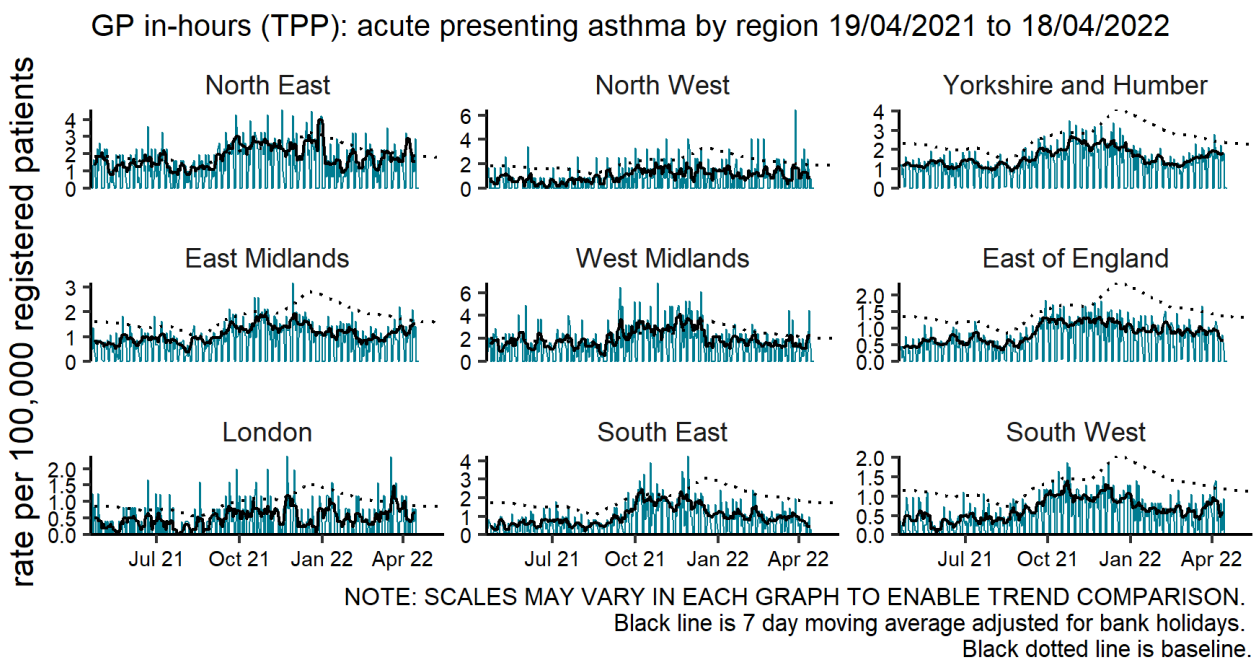 GP in-hours (TPP): acute presenting asthma by region 19/04/2021 to 18/04/2022
rate per 100,000 registered patients
North East
4
3
2
1
0
North West
6
4
2
0
Yorkshire and Humber
4
3
2
1
0
East Midlands
3
2
1
0
West Midlands
6
4
2
0
East of England
2.0
1.5
1.0
0.5
0.0
London
2.0
1.5
1.0
0.5
0.0
South East
4
3
2
1
0
South West
2.0
1.5
1.0
0.5
0.0
Jul 21 Oct 21 Jan 22 Apr 22
Jul 21 Oct 21 Jan 22 Apr 22
Jul 21 Oct 21 Jan 22 Apr 22
NOTE: SCALES MAY VARY IN EACH GRAPH TO ENABLE TREND COMPARISON.
Black line is 7 day moving average adjusted for bank holidays.
Black dotted line is baseline.